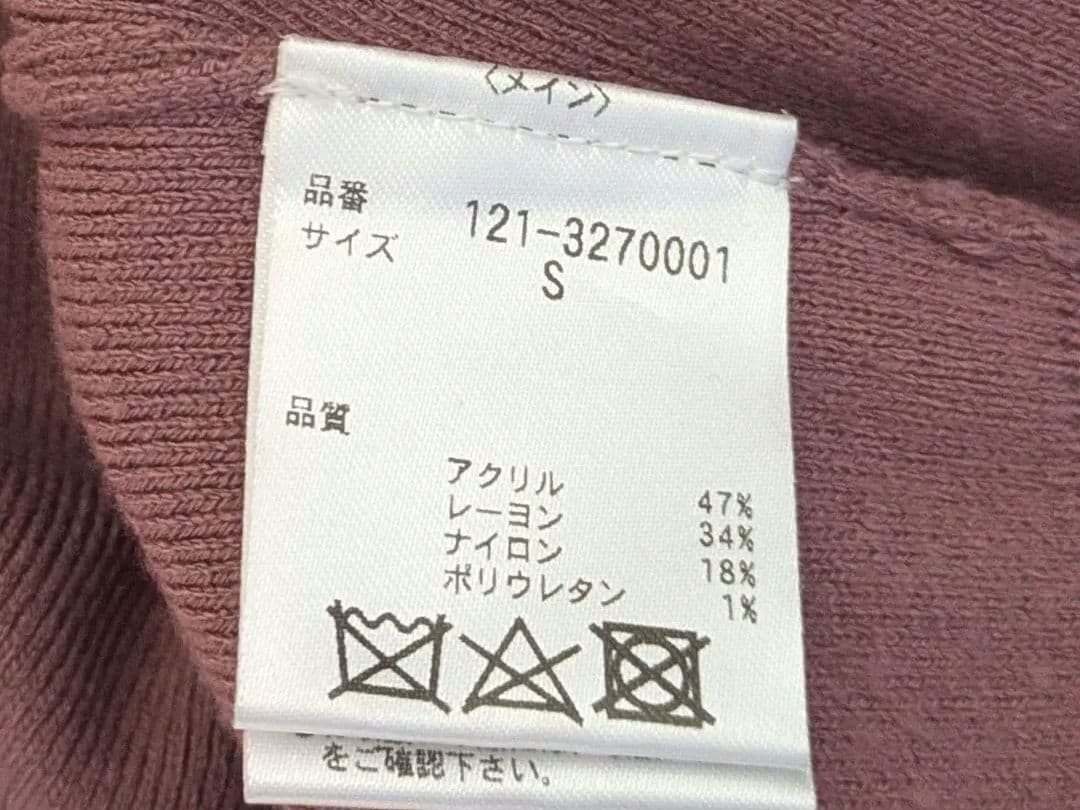 〈メイン〉
品番 121-3270001
サイズ S
品質
アクリル 47%
レーヨン 34%
ナイロン 18%
ポリウレタン 1%
をご確認下さい。